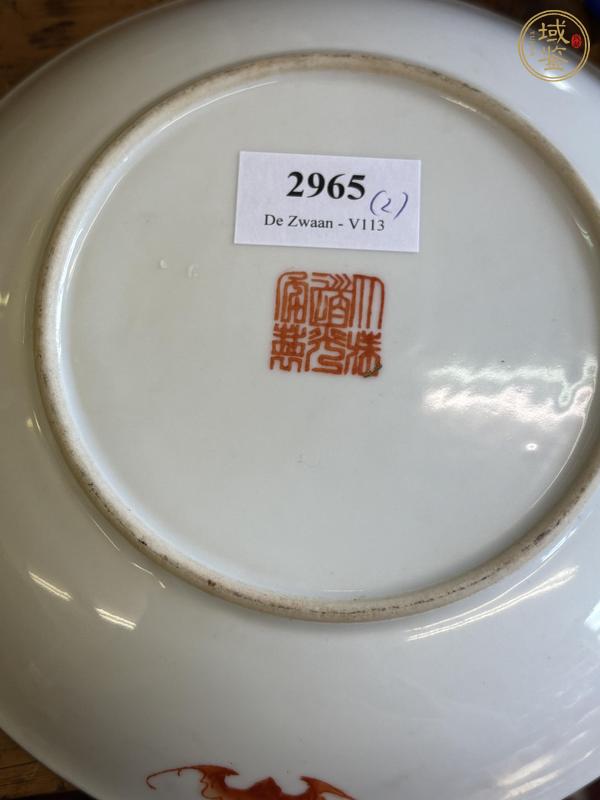 域鉴
2965
(2)
De Zwaan - V113
大清
道光
年製